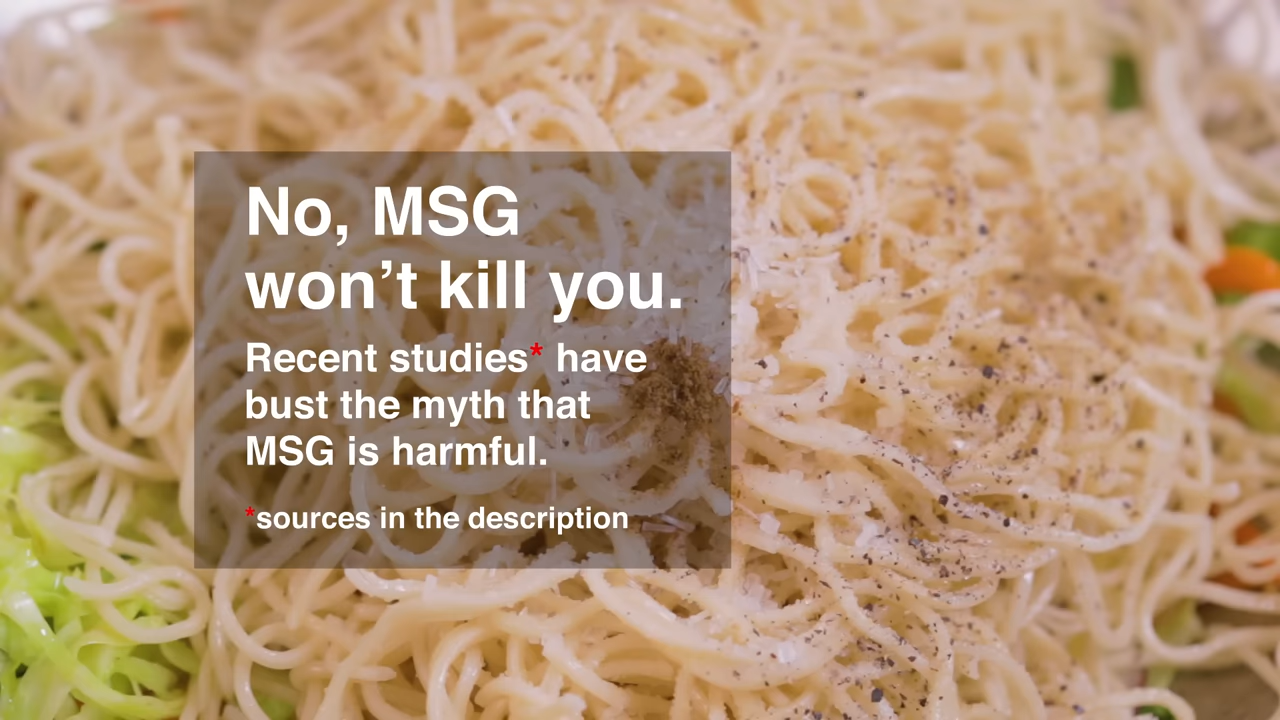 No, MSG
won’t kill you.
Recent studies* have
bust the myth that
MSG is harmful.
*sources in the description